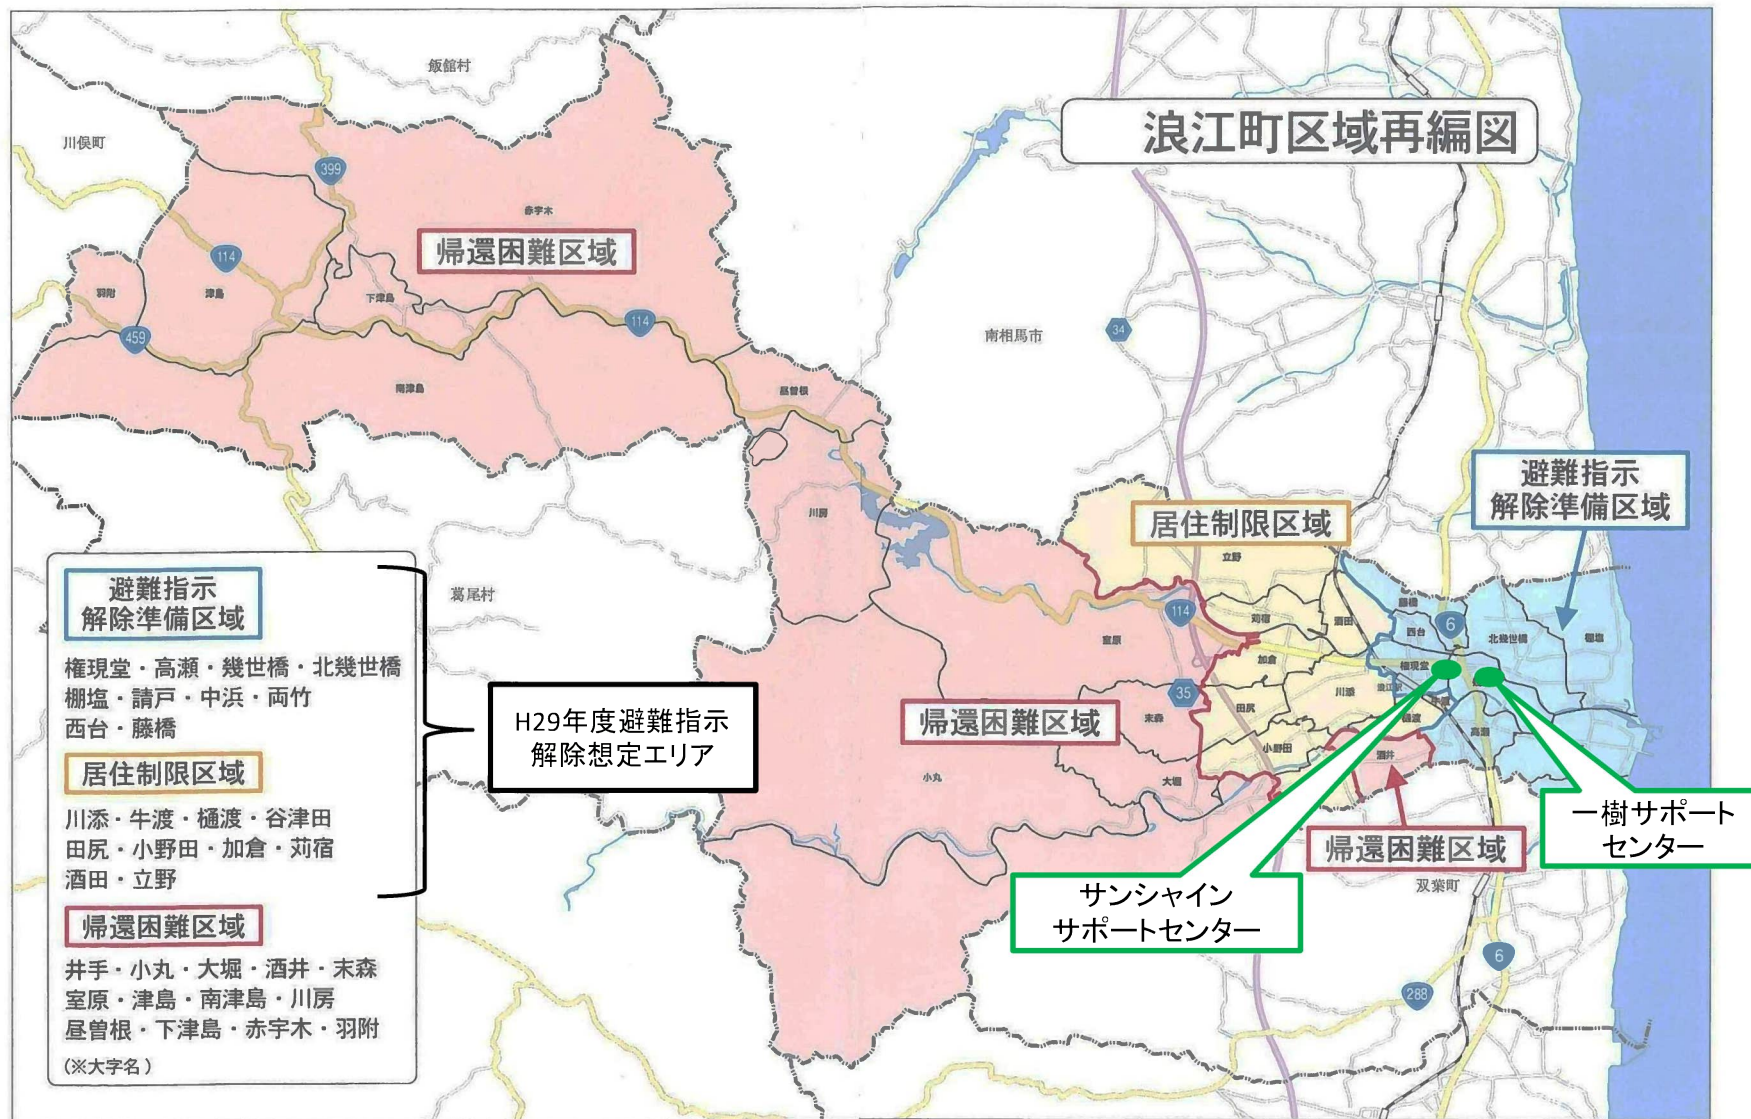 浪江町区域再編図
飯舘村
川俣町
399
赤宇木
帰還困難区域
114
羽附
津島
下津島
459
114
南津島
昼曽根
南相馬市
34
避難指示
解除準備区域
居住制限区域
立野
川房
葛尾村
114
室原
苅宿
酒田
藤橋
西台
6
北幾世橋
棚塩
加倉
権現堂
川添
浪江駅
35
末森
田尻
牛渡
樋渡
高瀬
帰還困難区域
小野田
酒井
小丸
大堀
避難指示
解除準備区域
権現堂・高瀬・幾世橋・北幾世橋
棚塩・請戸・中浜・両竹
西台・藤橋
居住制限区域
川添・牛渡・樋渡・谷津田
田尻・小野田・加倉・苅宿
酒田・立野
帰還困難区域
井手・小丸・大堀・酒井・末森
室原・津島・南津島・川房
昼曽根・下津島・赤宇木・羽附
(※大字名)
H29年度避難指示
解除想定エリア
一樹サポート
センター
帰還困難区域
双葉町
サンシャイン
サポートセンター
6
288